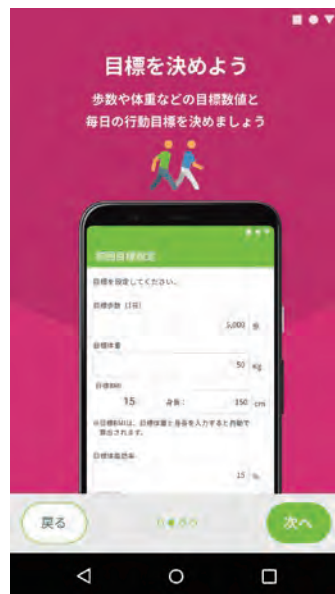 目標を決めよう
歩数や体重などの目標数値と
毎日の行動目標を決めましょう
初回目標設定
目標を設定してください。
目標歩数（1日）
5,000 歩
目標体重
50 Kg
目標BMI
15 身長： 150 cm
※目標BMIは、目標体重と身長を入力すると自動で
算出されます。
目標体脂肪率
15 %
戻る
次へ